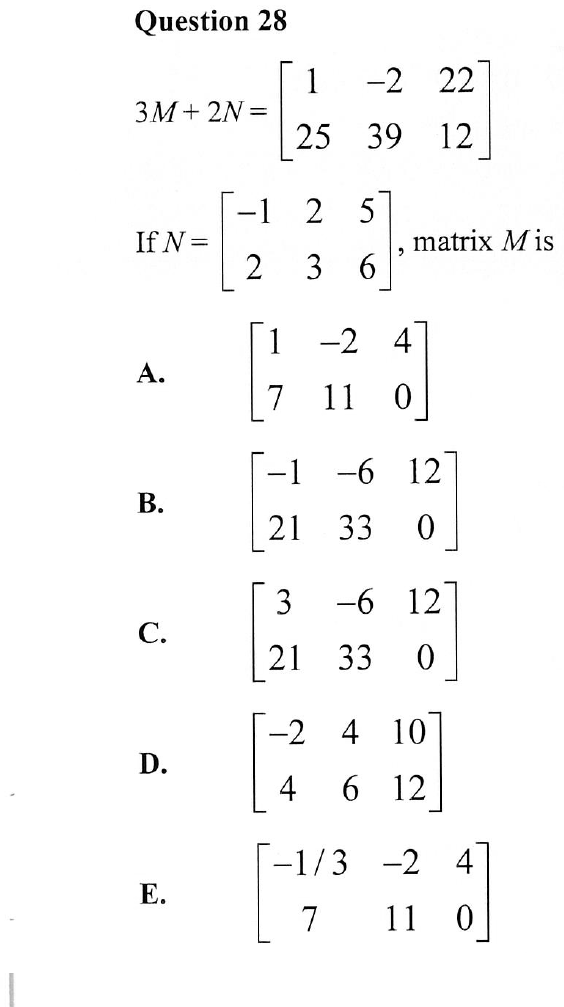 Question 28
3M + 2N = [1 −2 22
25 39 12]
If N = [−1 2 5
2 3 6], matrix M is
A. [1 −2 4
7 11 0]
B. [−1 −6 12
21 33 0]
C. [3 −6 12
21 33 0]
D. [−2 4 10
4 6 12]
E. [−1/3 −2 4
7 11 0]